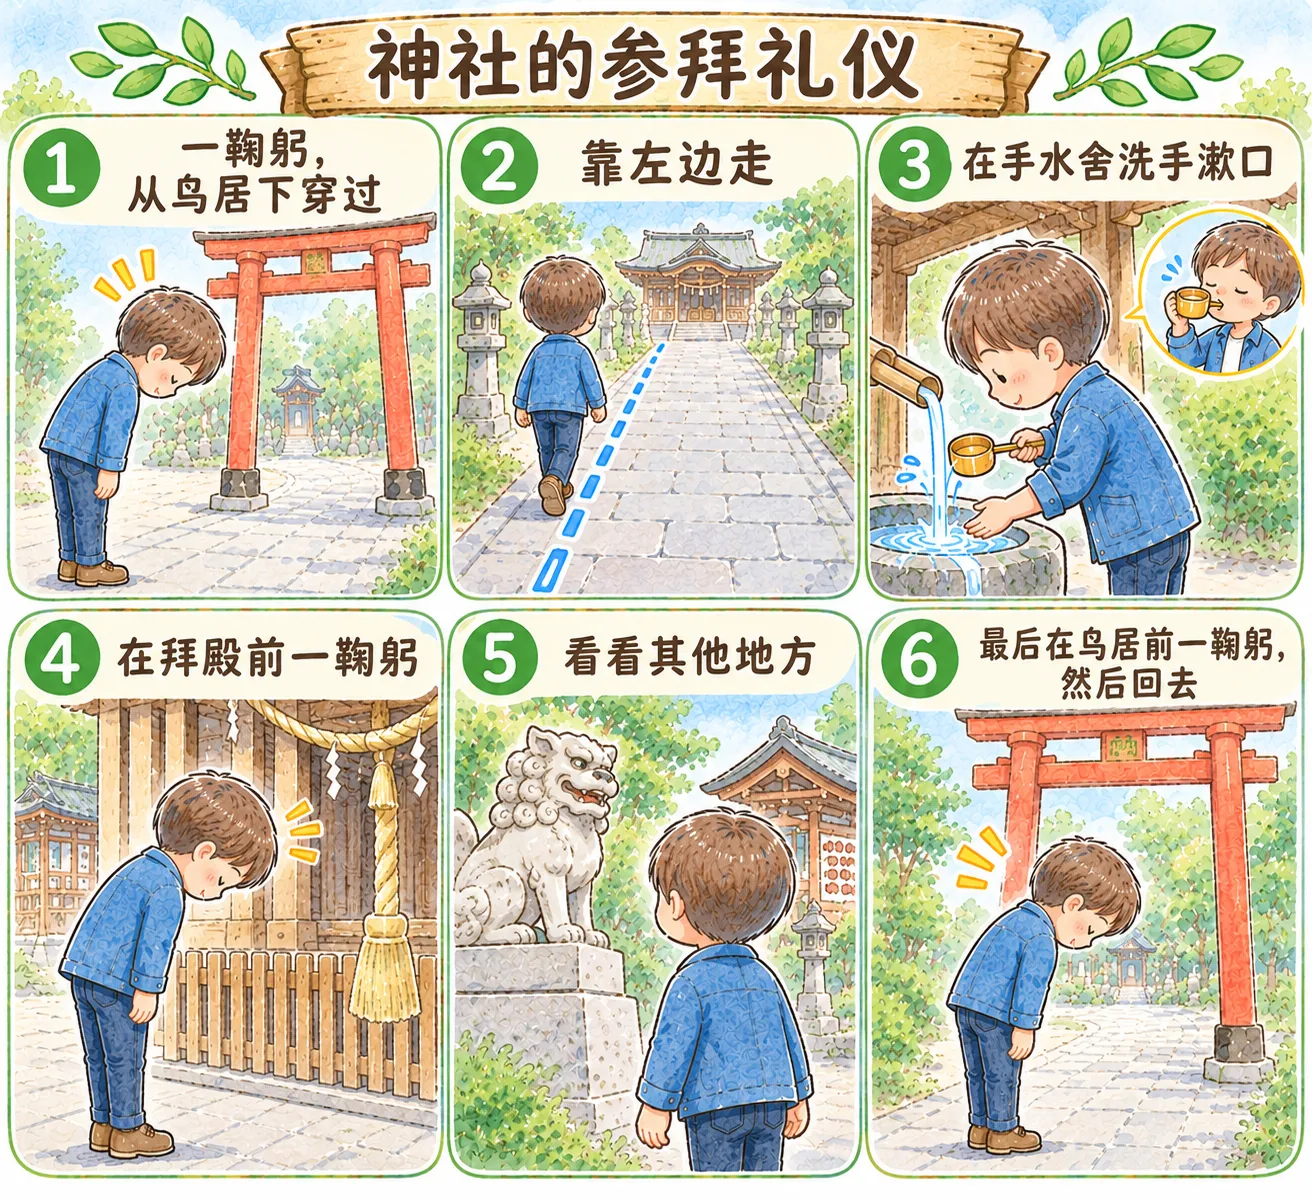 神社的参拜礼仪
1
一鞠躬，
从鸟居下穿过
2
靠左边走
3
在手水舍洗手漱口
4
在拜殿前一鞠躬
5
看看其他地方
6
最后在鸟居前一鞠躬，
然后回去